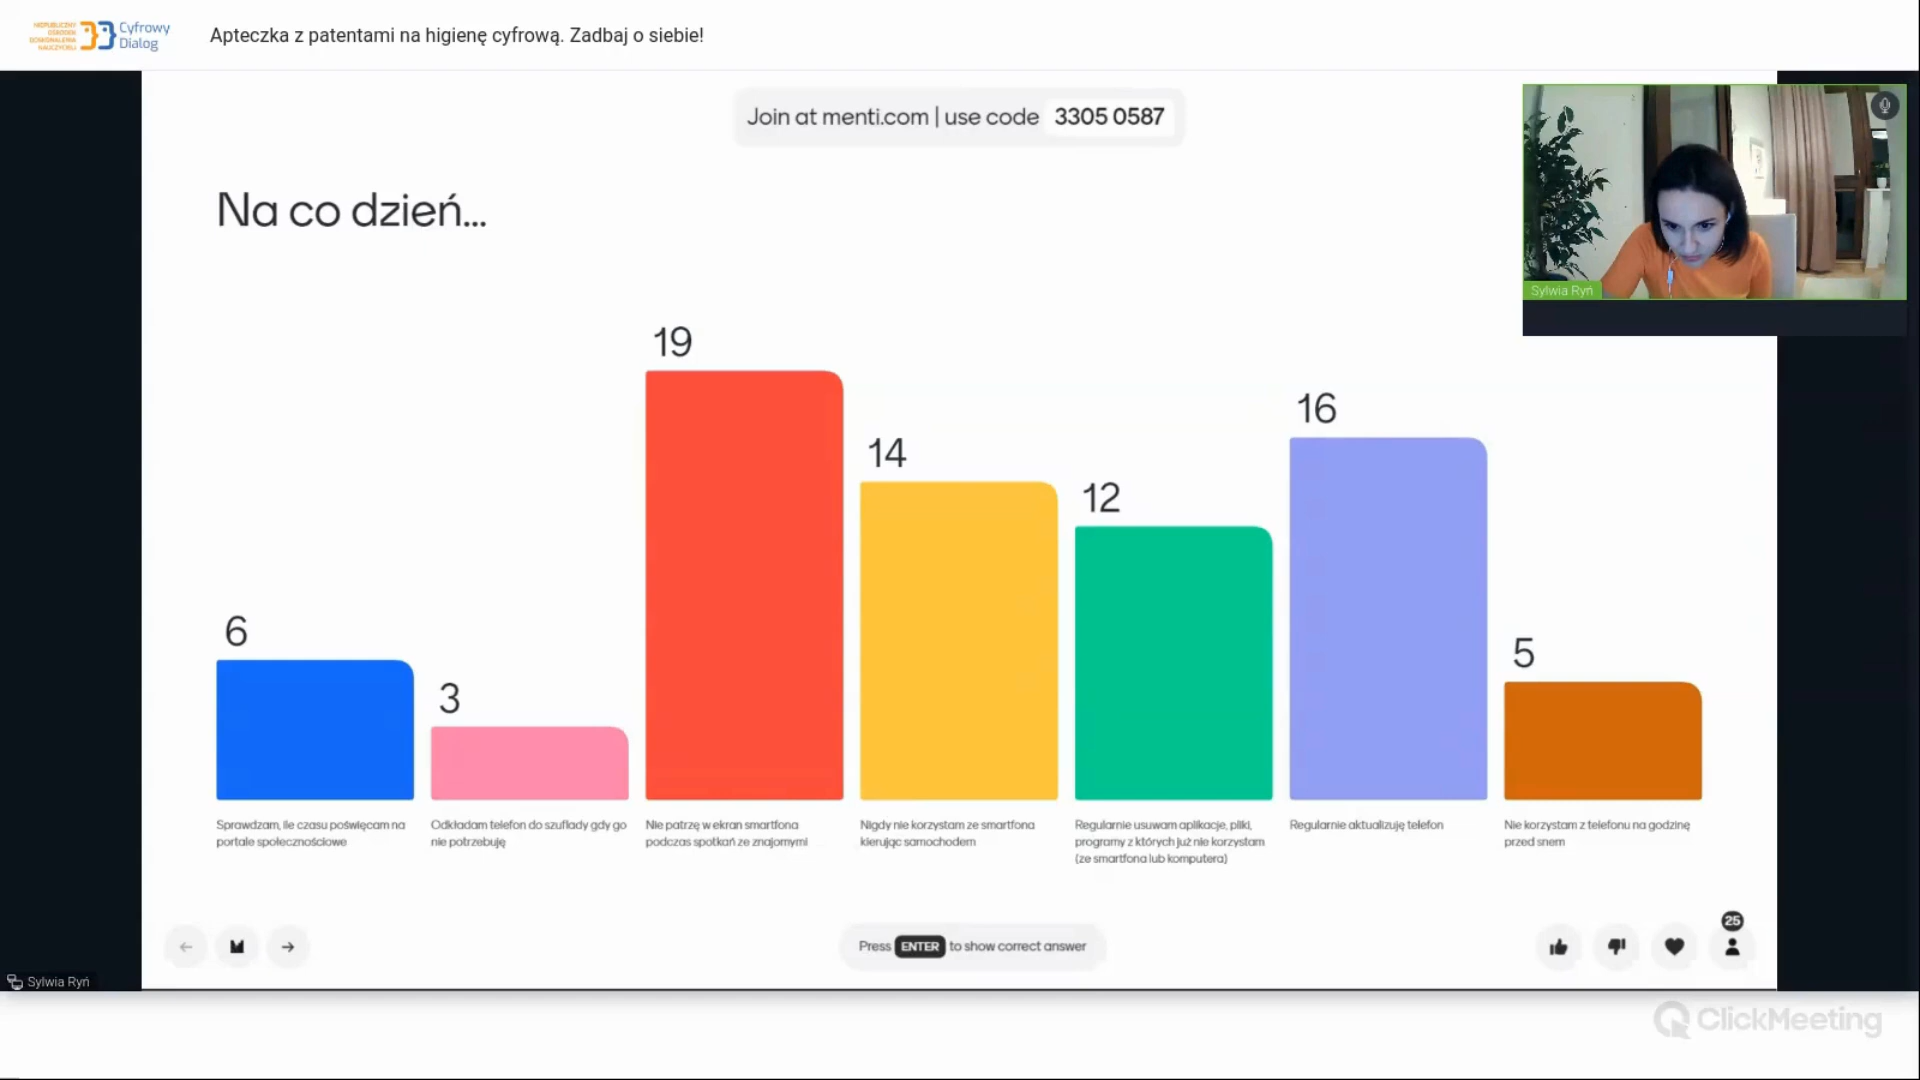 NIEPUBLICZNY
OŚRODEK
DOSKONALENIA
NAUCZYCIELI
Cyfrowy
Dialog
Apteczka z patentami na higienę cyfrową. Zadbaj o siebie!
Join at menti.com | use code 3305 0587
Na co dzień...
Sylwia Ryń
6
3
19
14
12
16
5
Sprawdzam, ile czasu poświęcam na
portale społecznościowe
Odkładam telefon do szuflady gdy go
nie potrzebuję
Nie patrzę w ekran smartfona
podczas spotkań ze znajomymi
Nigdy nie korzystam ze smartfona
kierując samochodem
Regularnie usuwam aplikacje, pliki,
programy z których już nie korzystam
(ze smartfona lub komputera)
Regularnie aktualizuję telefon
Nie korzystam z telefonu na godzinę
przed snem
Press ENTER to show correct answer
25
Sylwia Ryń
ClickMeeting